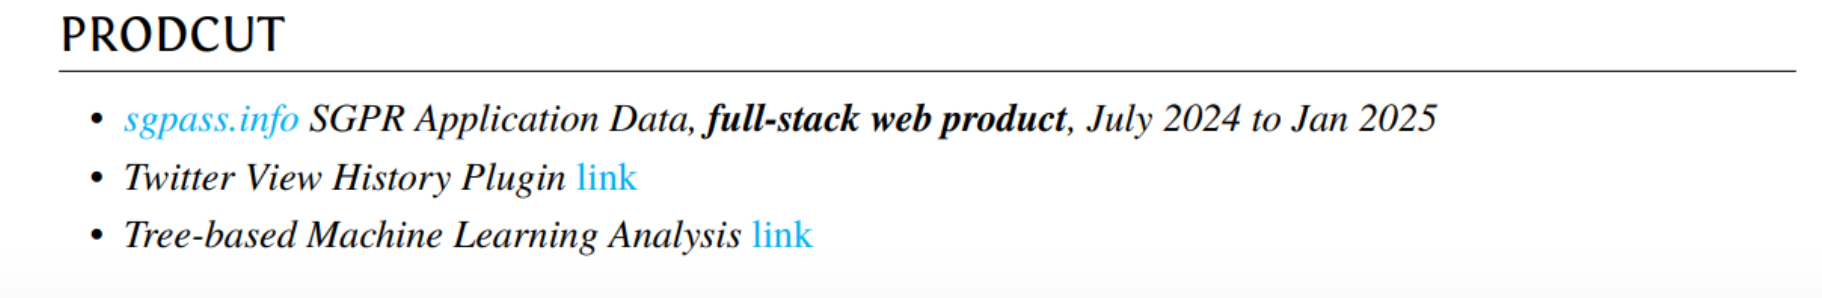 PRODCUT
• sgpass.info SGPR Application Data, full-stack web product, July 2024 to Jan 2025
• Twitter View History Plugin link
• Tree-based Machine Learning Analysis link